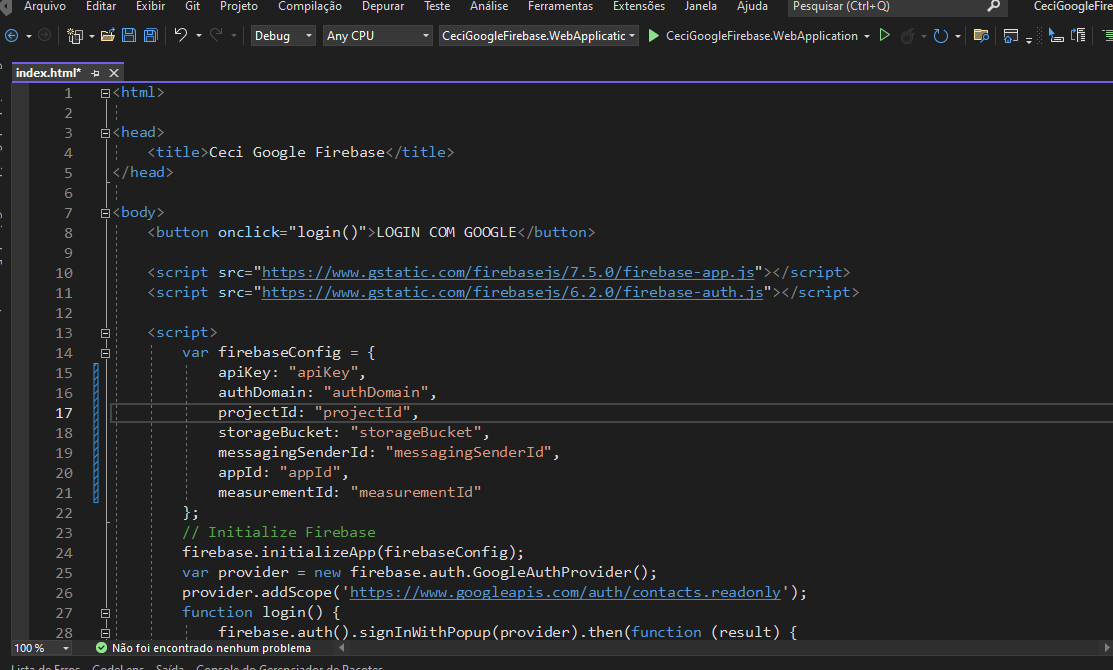 Arquivo Editar Exibir Git Projeto Compilação Depurar Teste Análise Ferramentas Extensões Janela Ajuda Pesquisar (Ctrl+Q) CeciGoogleFire
Debug Any CPU CeciGoogleFirebase.WebApplicatic CeciGoogleFirebase.WebApplication
index.html*
1 <html>
2
3 <head>
4 <title>Ceci Google Firebase</title>
5 </head>
6
7 <body>
8 <button onclick="login()">LOGIN COM GOOGLE</button>
9
10 <script src="https://www.gstatic.com/firebasejs/7.5.0/firebase-app.js"></script>
11 <script src="https://www.gstatic.com/firebasejs/6.2.0/firebase-auth.js"></script>
12
13 <script>
14 var firebaseConfig = {
15 apiKey: "apiKey",
16 authDomain: "authDomain",
17 projectId: "projectId",
18 storageBucket: "storageBucket",
19 messagingSenderId: "messagingSenderId",
20 appId: "appId",
21 measurementId: "measurementId"
22 };
23 // Initialize Firebase
24 firebase.initializeApp(firebaseConfig);
25 var provider = new firebase.auth.GoogleAuthProvider();
26 provider.addScope('https://www.googleapis.com/auth/contacts.readonly');
27 function login() {
28 firebase.auth().signInWithPopup(provider).then(function (result) {
100 % Não foi encontrado nenhum problema
Lista de Erros CodeLens Saída Console do Gerenciador de Pacotes